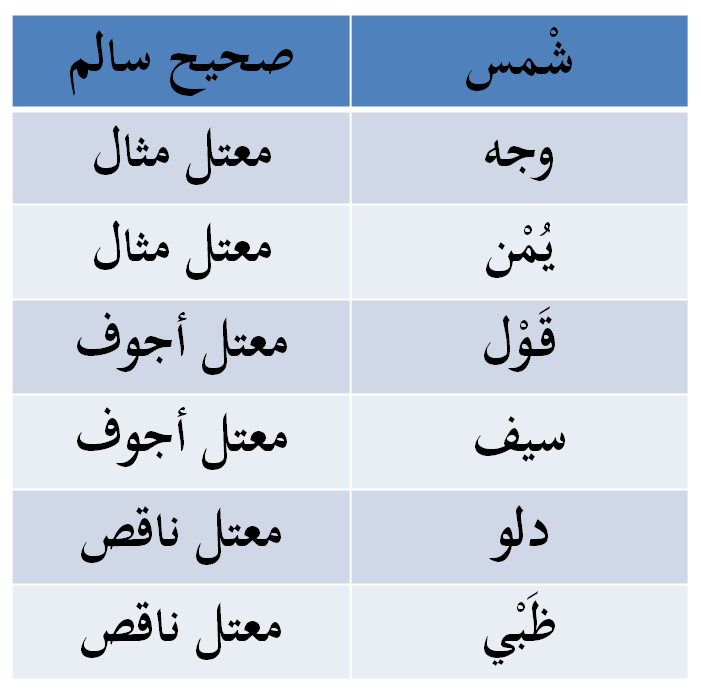 شْمس صحيح سالم
وجه معتل مثال
يُمْن معتل مثال
قَوْل معتل أجوف
سيف معتل أجوف
دلو معتل ناقص
ظَبْي معتل ناقص